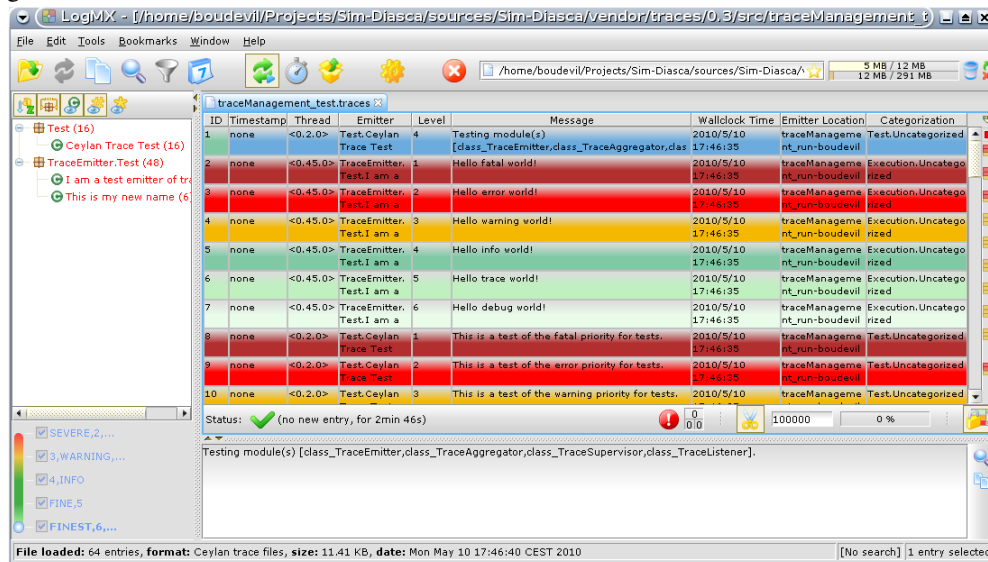 LogMX - [/home/boudevil/Projects/Sim-Diasca/sources/Sim-Diasca/vendor/traces/0.3/src/traceManagement_t
File Edit Tools Bookmarks Window Help
7
/home/boudevil/Projects/Sim-Diasca/sources/Sim-Diasca/
5 MB / 12 MB
12 MB / 291 MB
Test (16)
Ceylan Trace Test (16)
TraceEmitter.Test (48)
I am a test emitter of tra
This is my new name (6)
traceManagement_test.traces
ID Timestamp Thread Emitter Level Message Wallclock Time Emitter Location Categorization
1 none <0.2.0> Test.Ceylan 4 Testing module(s) 2010/5/10 traceManageme Test.Uncategorized
Trace Test [class_TraceEmitter,class_TraceAggregator,clas 17:46:35 nt_run-boudevil
2 none <0.45.0> TraceEmitter. 1 Hello fatal world! 2010/5/10 traceManageme Execution.Uncatego
Test.I am a 17:46:35 nt_run-boudevil rized
3 none <0.45.0> TraceEmitter. 2 Hello error world! 2010/5/10 traceManageme Execution.Uncatego
Test.I am a 17:46:35 nt_run-boudevil rized
4 none <0.45.0> TraceEmitter. 3 Hello warning world! 2010/5/10 traceManageme Execution.Uncatego
Test.I am a 17:46:35 nt_run-boudevil rized
5 none <0.45.0> TraceEmitter. 4 Hello info world! 2010/5/10 traceManageme Execution.Uncatego
Test.I am a 17:46:35 nt_run-boudevil rized
6 none <0.45.0> TraceEmitter. 5 Hello trace world! 2010/5/10 traceManageme Execution.Uncatego
Test.I am a 17:46:35 nt_run-boudevil rized
7 none <0.45.0> TraceEmitter. 6 Hello debug world! 2010/5/10 traceManageme Execution.Uncatego
Test.I am a 17:46:35 nt_run-boudevil rized
8 none <0.2.0> Test.Ceylan 1 This is a test of the fatal priority for tests. 2010/5/10 traceManageme Test.Uncategorized
Trace Test 17:46:35 nt_run-boudevil
9 none <0.2.0> Test.Ceylan 2 This is a test of the error priority for tests. 2010/5/10 traceManageme Test.Uncategorized
Trace Test 17:46:35 nt_run-boudevil
10 none <0.2.0> Test.Ceylan 3 This is a test of the warning priority for tests. 2010/5/10 traceManageme Test.Uncategorized
Status: (no new entry, for 2min 46s)
0
0 0
100000
0 %
SEVERE,2,...
3,WARNING,...
4,INFO
FINE,5
FINEST,6,...
Testing module(s) [class_TraceEmitter,class_TraceAggregator,class_TraceSupervisor,class_TraceListener].
File loaded: 64 entries, format: Ceylan trace files, size: 11.41 KB, date: Mon May 10 17:46:40 CEST 2010
[No search] 1 entry selected